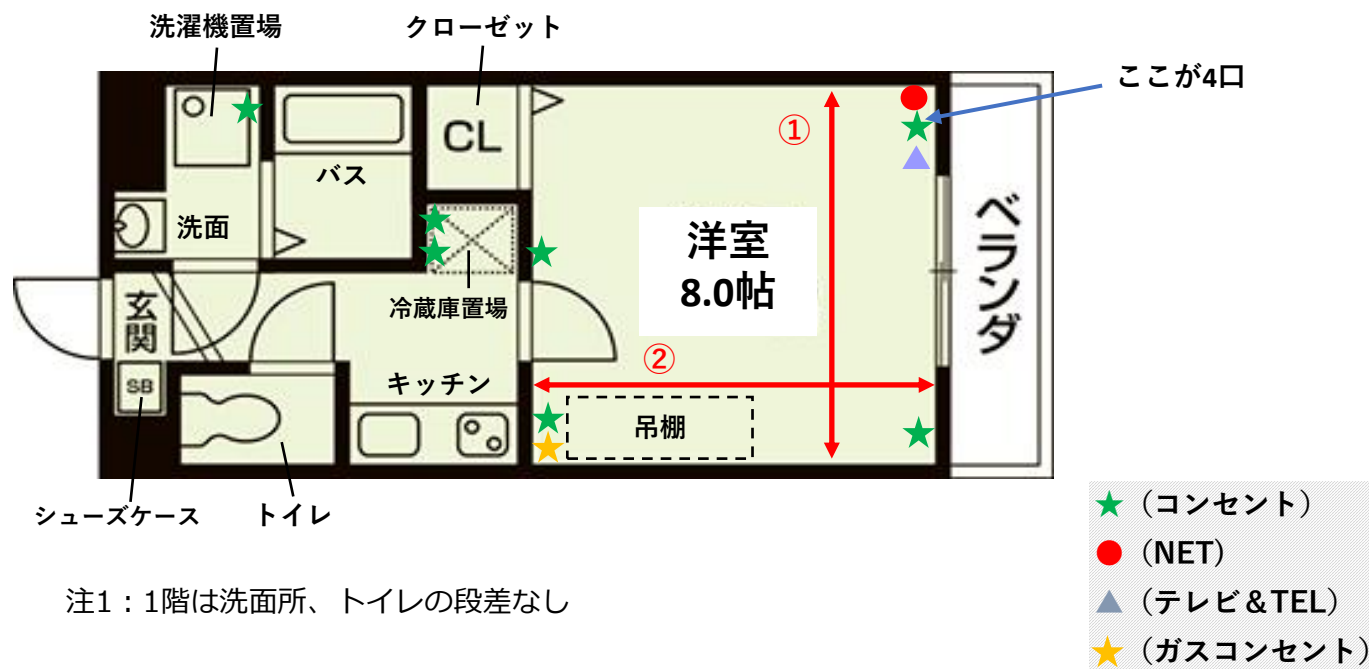 洗濯機置場
クローゼット
ここが4口
①
CL
バス
洗面
洋室
8.0帖
ベランダ
冷蔵庫置場
玄関
②
SB
キッチン
吊棚
シューズケース
トイレ
★（コンセント）
●（NET）
▲（テレビ＆TEL）
★（ガスコンセント）
注1：1階は洗面所、トイレの段差なし